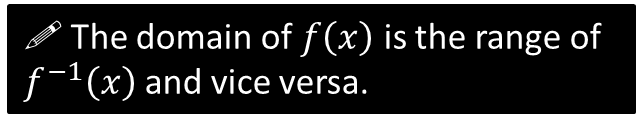 The domain of f(x) is the range of
f⁻¹(x) and vice versa.